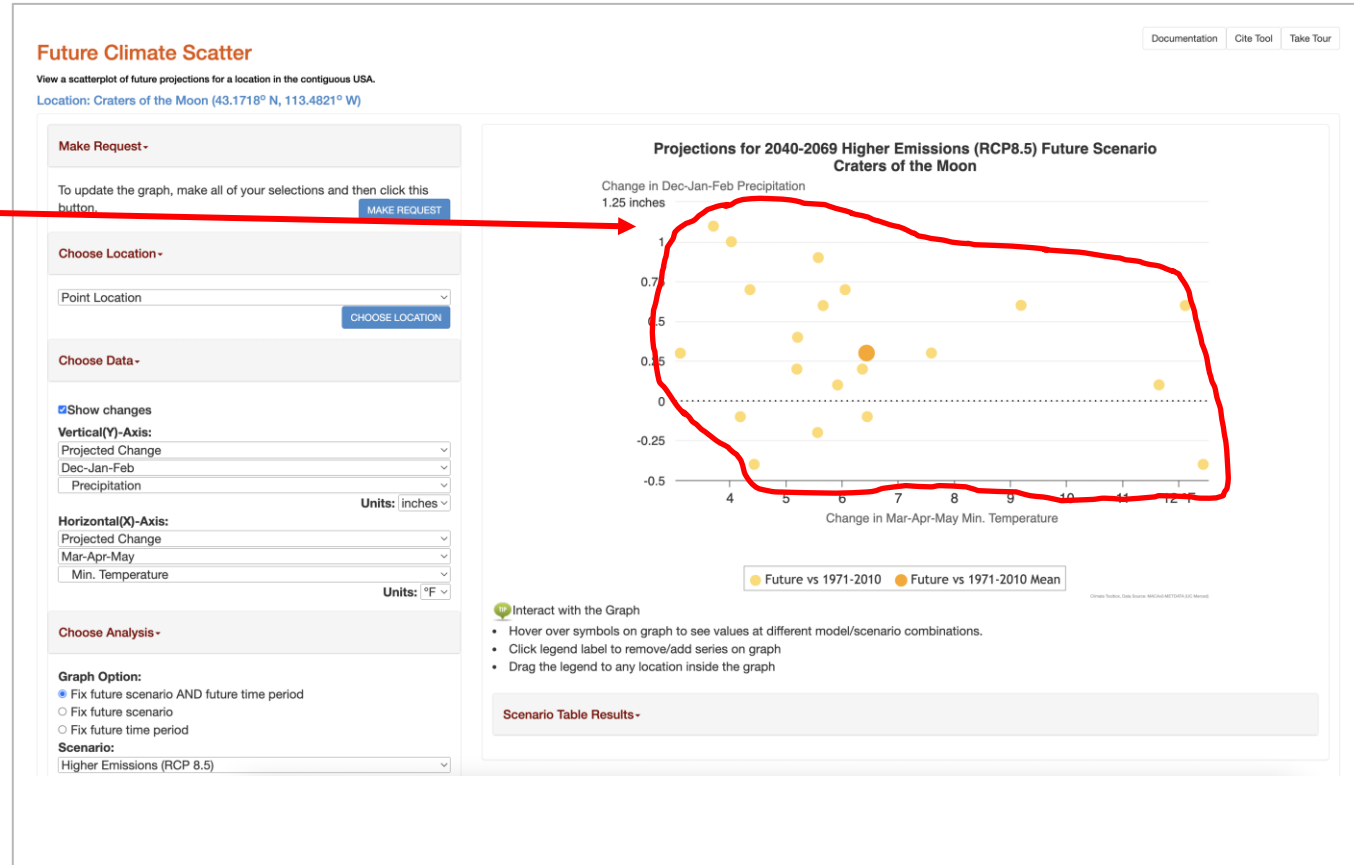 Documentation Cite Tool Take Tour
Future Climate Scatter
View a scatterplot of future projections for a location in the contiguous USA.
Location: Craters of the Moon (43.1718° N, 113.4821° W)
Make Request
To update the graph, make all of your selections and then click this
button.
MAKE REQUEST
Choose Location
Point Location
CHOOSE LOCATION
Choose Data
Show changes
Vertical(Y)-Axis:
Projected Change
Dec-Jan-Feb
Precipitation
Units: inches
Horizontal(X)-Axis:
Projected Change
Mar-Apr-May
Min. Temperature
Units: °F
Choose Analysis
Graph Option:
Fix future scenario AND future time period
Fix future scenario
Fix future time period
Scenario:
Higher Emissions (RCP 8.5)
Projections for 2040-2069 Higher Emissions (RCP8.5) Future Scenario
Craters of the Moon
Change in Dec-Jan-Feb Precipitation
1.25 inches
1
0.75
0.5
0.25
0
-0.25
-0.5
4 5 6 7 8 9 10 11 12 °F
Change in Mar-Apr-May Min. Temperature
Future vs 1971-2010 Future vs 1971-2010 Mean
TIP Interact with the Graph
• Hover over symbols on graph to see values at different model/scenario combinations.
• Click legend label to remove/add series on graph
• Drag the legend to any location inside the graph
Scenario Table Results